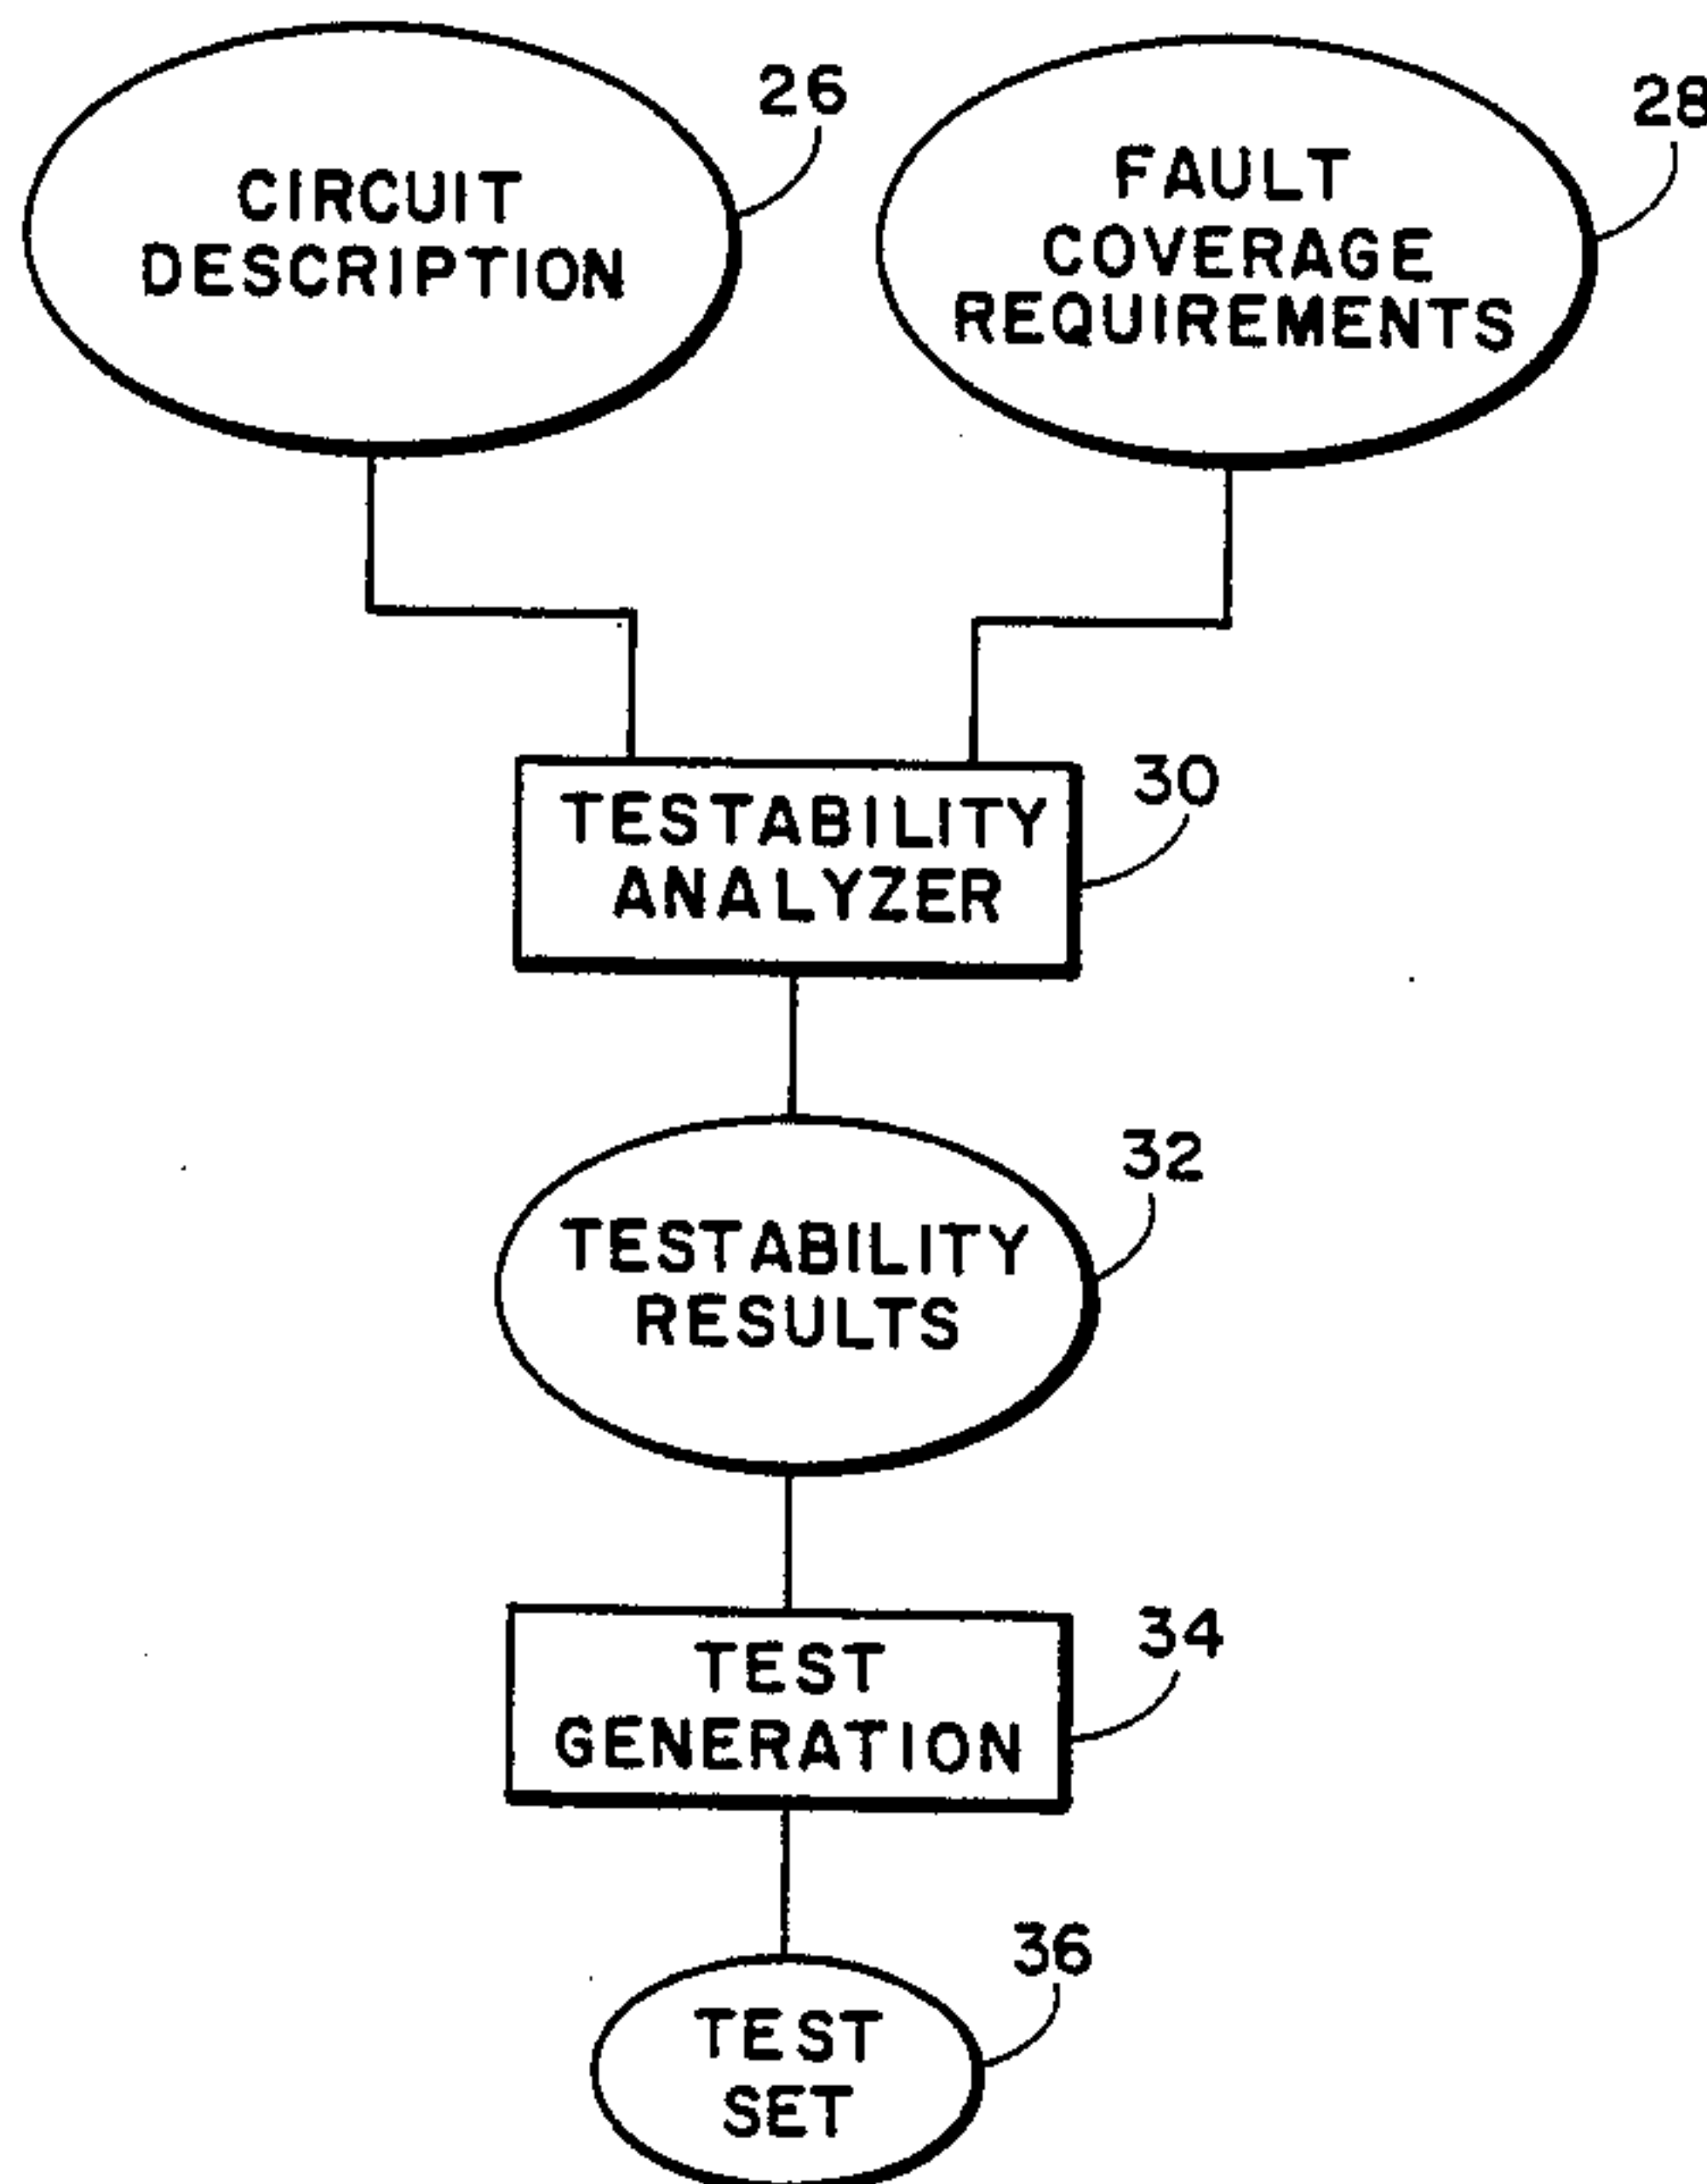 26
CIRCUIT
DESCRIPTION
28
FAULT
COVERAGE
REQUIREMENTS
30
TESTABILITY
ANALYZER
32
TESTABILITY
RESULTS
34
TEST
GENERATION
36
TEST
SET